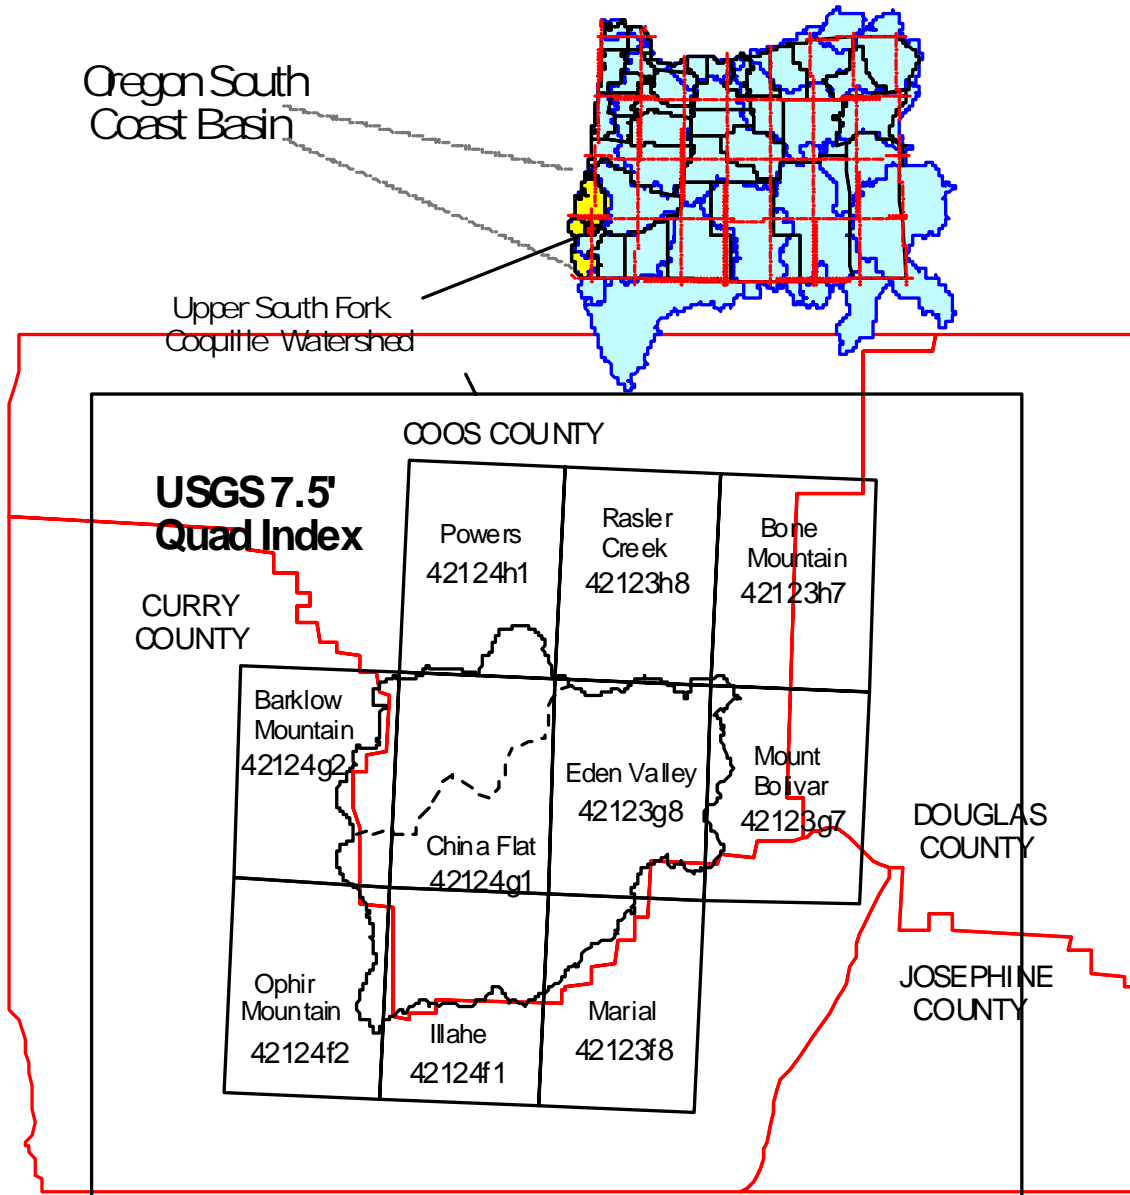 Oregon South
Coast Basin
Upper South Fork
Coquille Watershed
COOS COUNTY
USGS 7.5'
Quad Index
Powers
42124h1
Rasler
Creek
42123h8
Bone
Mountain
42123h7
CURRY
COUNTY
Barklow
Mountain
42124g2
Eden Valley
42123g8
Mount
Bolivar
42123g7
China Flat
42124g1
DOUGLAS
COUNTY
Ophir
Mountain
42124f2
Illahe
42124f1
Marial
42123f8
JOSEPHINE
COUNTY